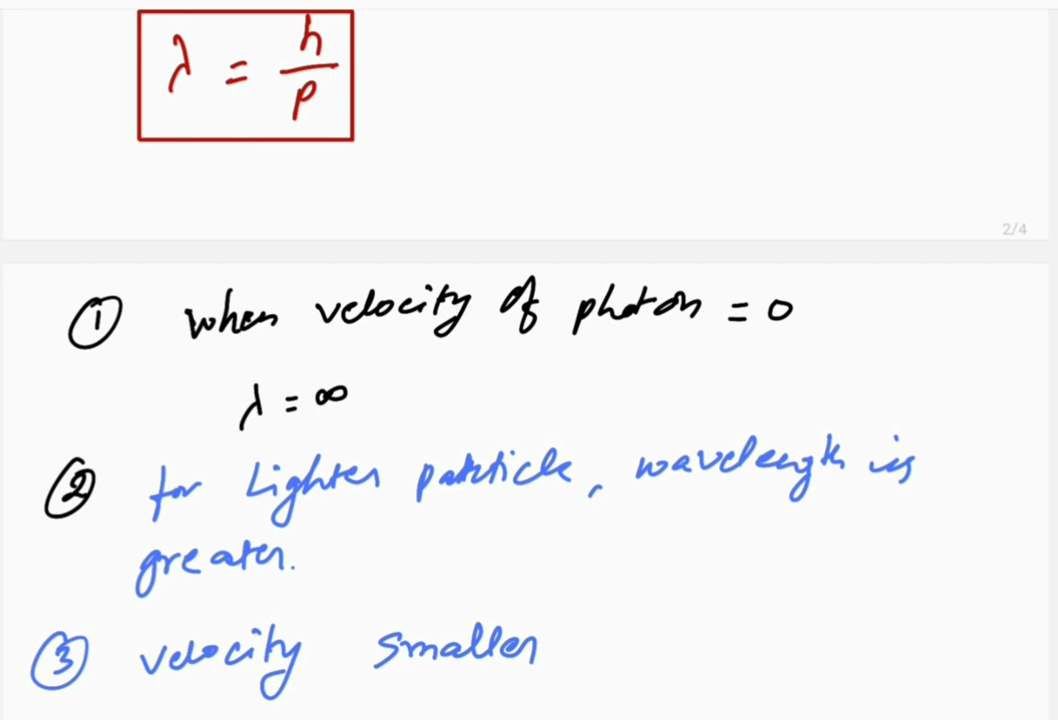 λ = h/p
2/4
① when velocity of photon = 0
λ = ∞
② for Lighter particle, wavelength is
greater.
③ velocity smaller